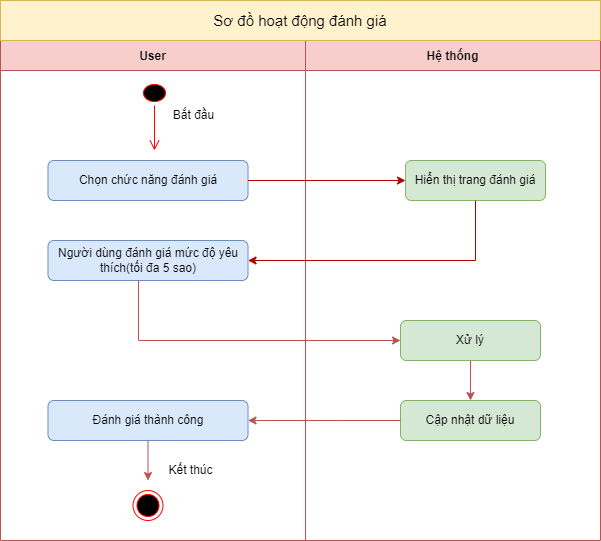 Sơ đồ hoạt động đánh giá
User
Hệ thống
Bắt đầu
Chọn chức năng đánh giá
Hiển thị trang đánh giá
Người dùng đánh giá mức độ yêu
thích(tối đa 5 sao)
Xử lý
Đánh giá thành công
Cập nhật dữ liệu
Kết thúc